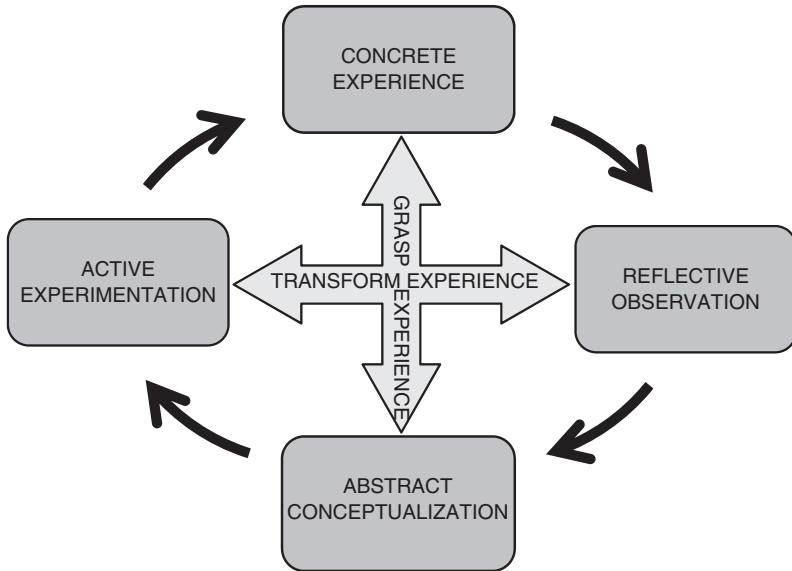 CONCRETE
EXPERIENCE
GRASP EXPERIENCE
ACTIVE
EXPERIMENTATION
TRANSFORM EXPERIENCE
REFLECTIVE
OBSERVATION
ABSTRACT
CONCEPTUALIZATION